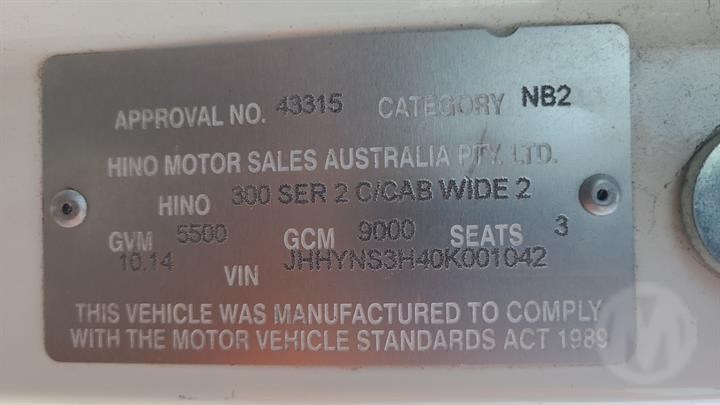 APPROVAL NO. 43315 CATEGORY NB2
HINO MOTOR SALES AUSTRALIA PTY. LTD.
HINO 300 SER 2 C/CAB WIDE 2
GVM 5500 GCM 9000 SEATS 3
10.14 VIN JHHYNS3H40K001042
THIS VEHICLE WAS MANUFACTURED TO COMPLY
WITH THE MOTOR VEHICLE STANDARDS ACT 1989
M